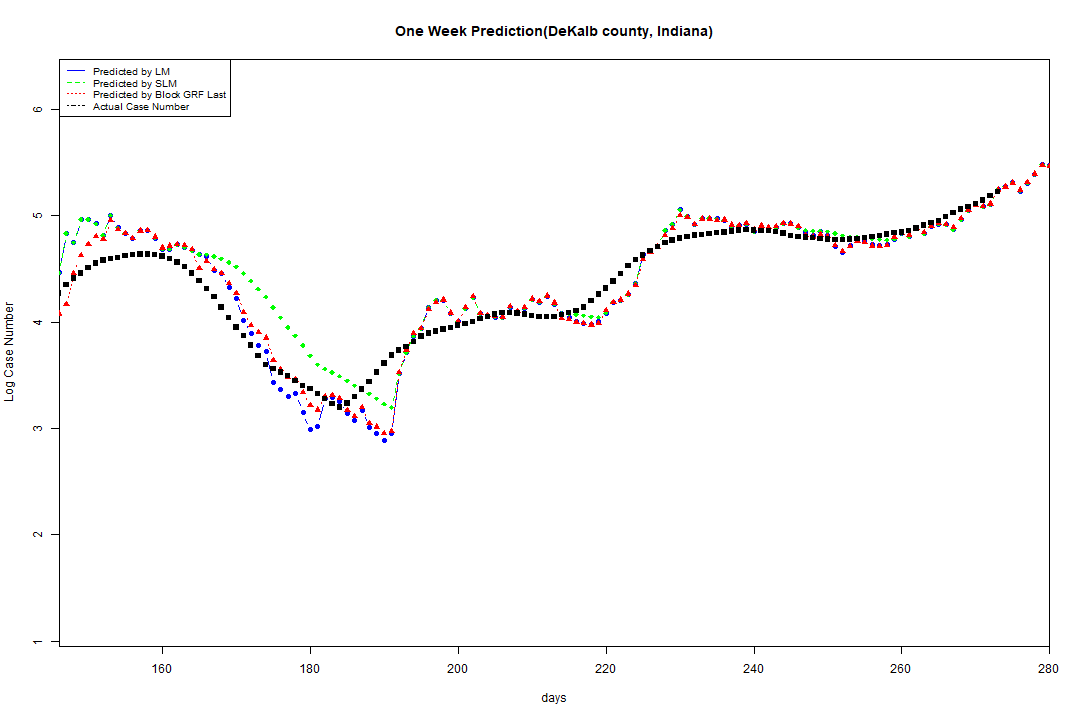 One Week Prediction(DeKalb county, Indiana)
Predicted by LM
Predicted by SLM
Predicted by Block GRF Last
Actual Case Number
6
5
4
3
2
1
Log Case Number
160 180 200 220 240 260 280
days